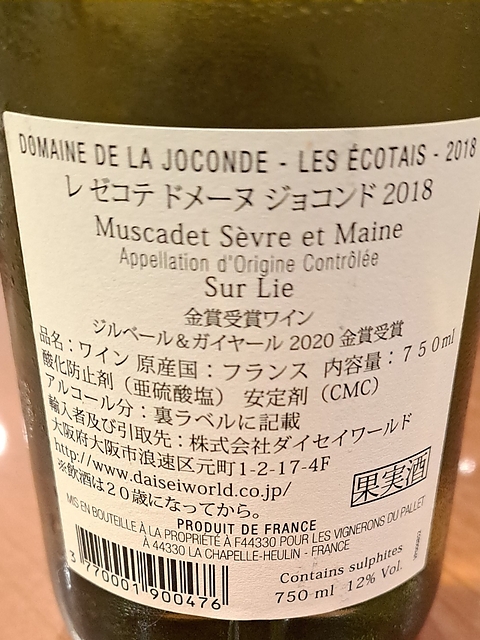 DOMAINE DE LA JOCONDE - LES ÉCOTAIS - 2018
レ ゼコテ ドメーヌ ジョコンド 2018
Muscadet Sèvre et Maine
Appellation d'Origine Contrôlée
Sur Lie
金賞受賞ワイン
ジルベール＆ガイヤール 2020 金賞受賞
品名：ワイン 原産国：フランス 内容量：７５０ｍｌ
酸化防止剤（亜硫酸塩） 安定剤（CMC）
アルコール分：裏ラベルに記載
輸入者及び引取先：株式会社ダイセイワールド
大阪府大阪市浪速区元町1-2-17-4F
http://www.daiseiworld.co.jp/
※飲酒は２０歳になってから。
果実酒
PRODUIT DE FRANCE
MIS EN BOUTEILLE À LA PROPRIÉTÉ À F44330 POUR LES VIGNERONS DU PALLET
À 44330 LA CHAPELLE-HEULIN - FRANCE
3 770001 900476
Contains sulphites
750 ml 12% Vol.